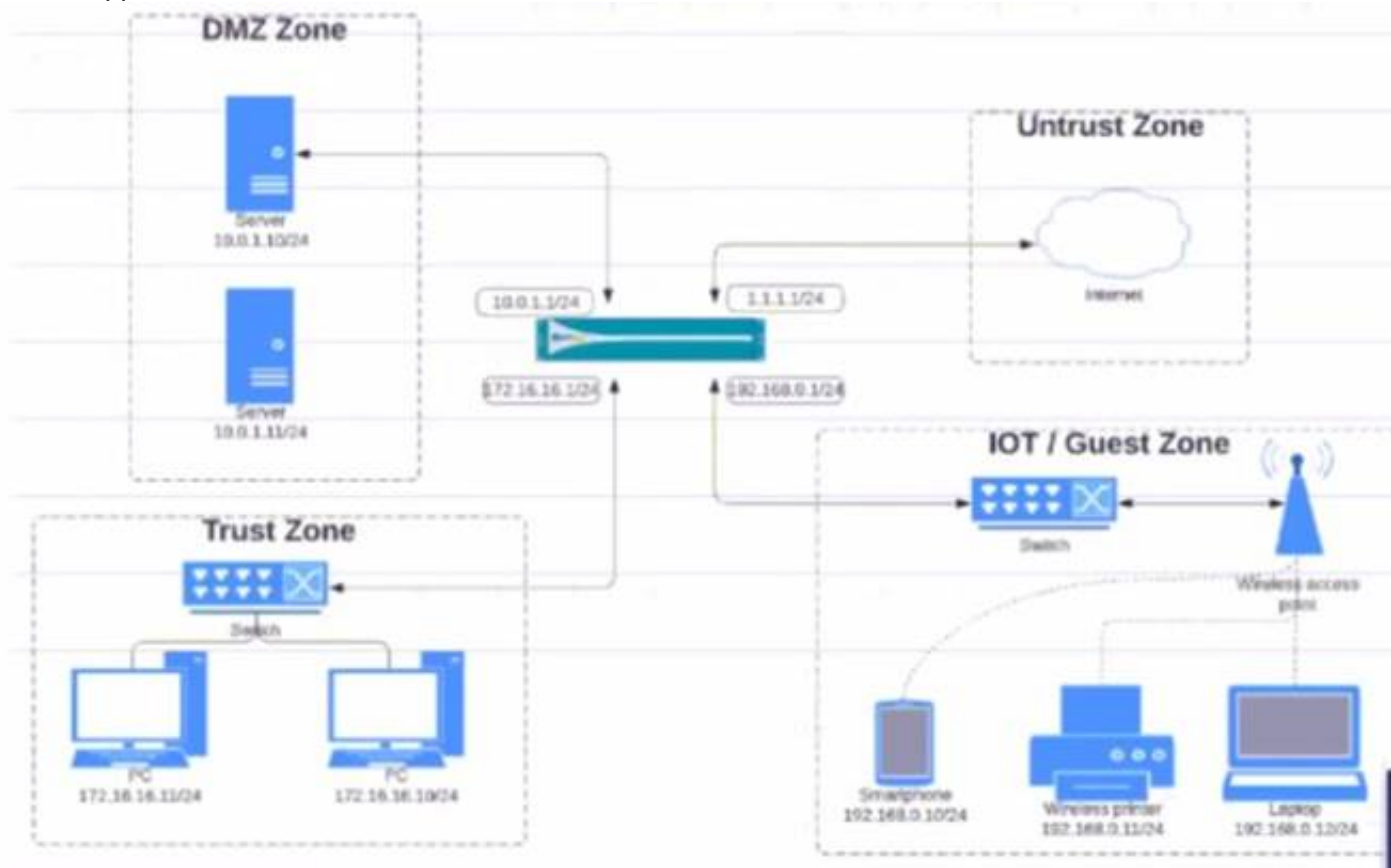 DMZ Zone
Server
10.0.1.10/24
Server
10.0.1.11/24
Untrust Zone
Internet
10.0.1.1/24
1.1.1.1/24
172.16.16.1/24
192.168.0.1/24
Trust Zone
Switch
PC
172.16.16.11/24
PC
172.16.16.10/24
IOT / Guest Zone
Switch
Wireless access
point
Smartphone
192.168.0.10/24
Wireless printer
192.168.0.11/24
Laptop
192.168.0.12/24